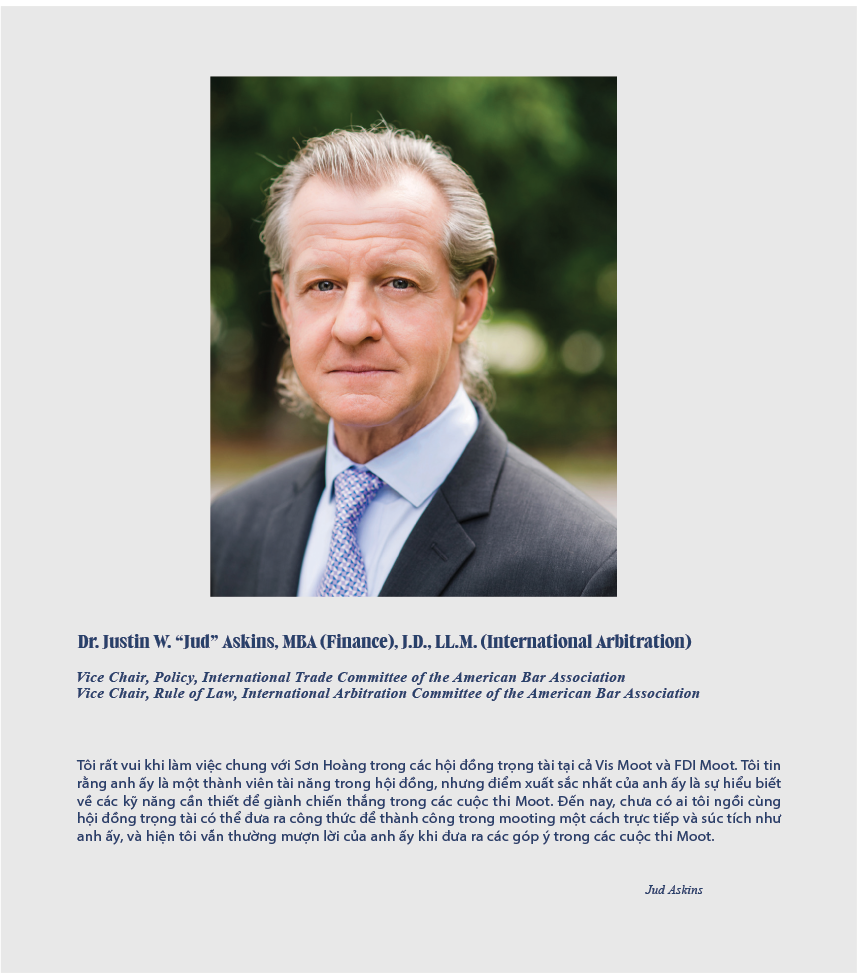 Dr. Justin W. “Jud” Askins, MBA (Finance), J.D., LL.M. (International Arbitration)
Vice Chair, Policy, International Trade Committee of the American Bar Association
Vice Chair, Rule of Law, International Arbitration Committee of the American Bar Association
Tôi rất vui khi làm việc chung với Sơn Hoàng trong các hội đồng trọng tài tại cả Vis Moot và FDI Moot. Tôi tin
rằng anh ấy là một thành viên tài năng trong hội đồng, nhưng điểm xuất sắc nhất của anh ấy là sự hiểu biết
về các kỹ năng cần thiết để giành chiến thắng trong các cuộc thi Moot. Đến nay, chưa có ai tôi ngồi cùng
hội đồng trọng tài có thể đưa ra công thức để thành công trong mooting một cách trực tiếp và súc tích như
anh ấy, và hiện tôi vẫn thường mượn lời của anh ấy khi đưa ra các góp ý trong các cuộc thi Moot.
Jud Askins